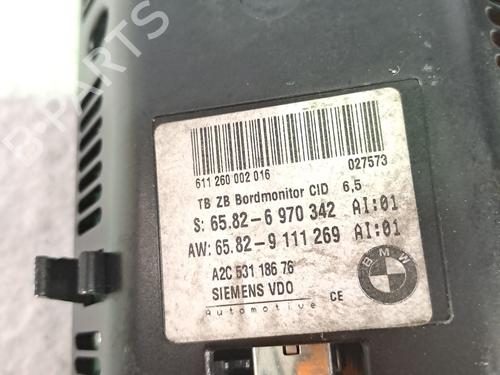 611 260 002 016
027573
TB ZB Bordmonitor CID 6,5
S: 65.82-6 970 342 AI:01
AW: 65.82-9 111 269 AI:01
A2C 531 186 76
SIEMENS VDO
Automotive
CE
BMW
B-PARTS